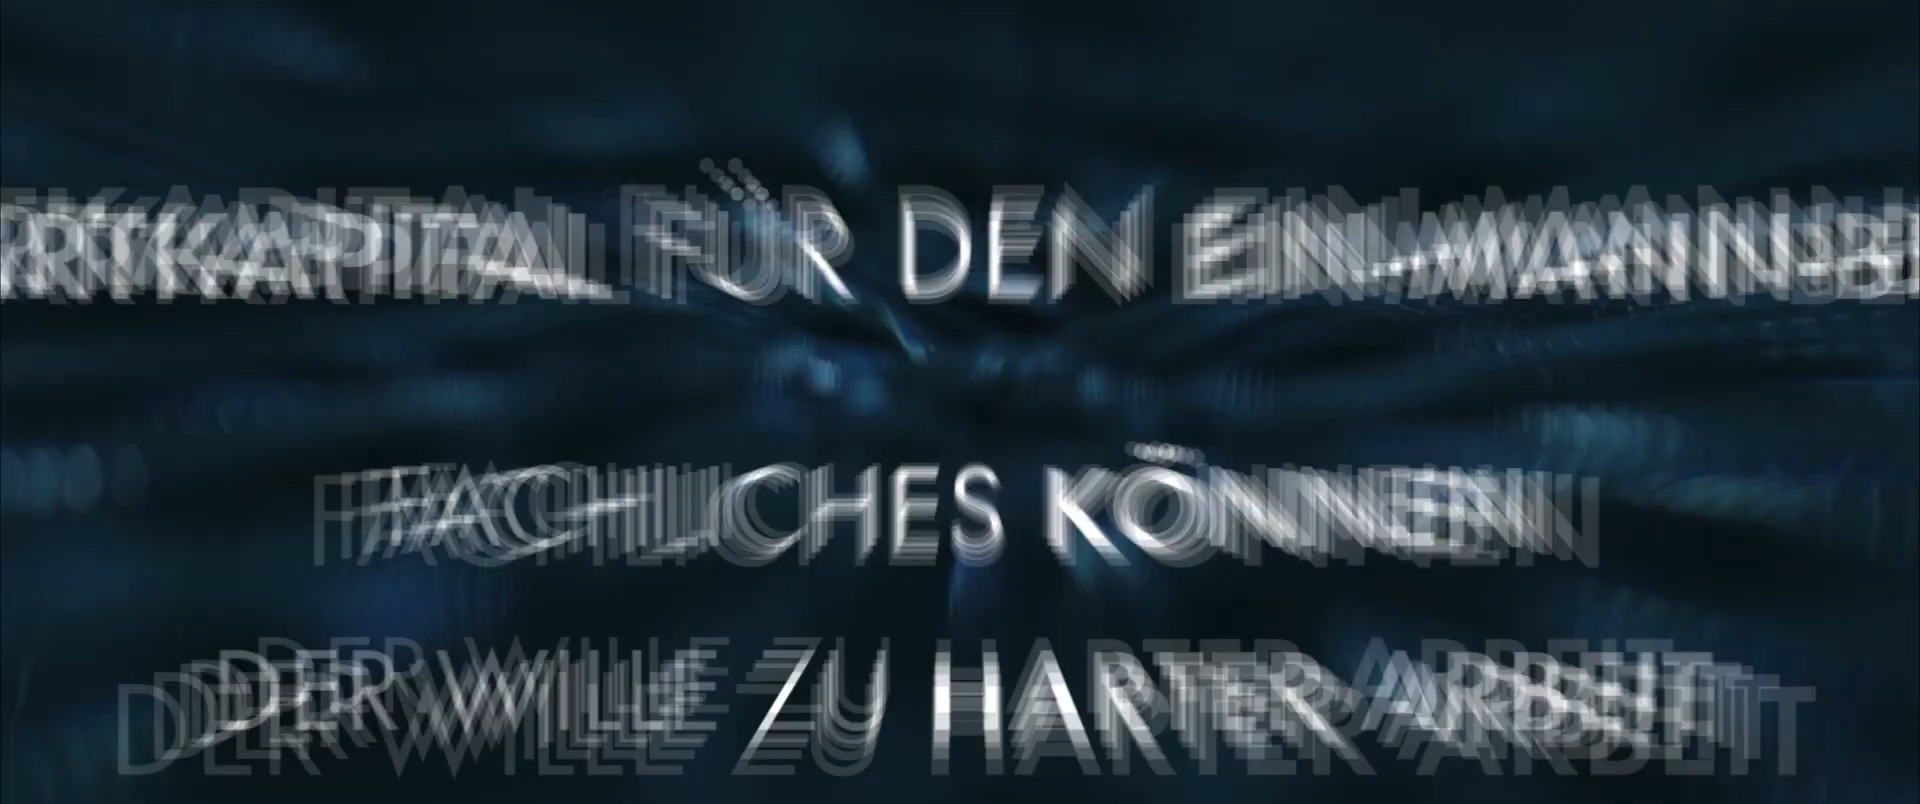 KAPITAL FÜR DEN EIN-MANN-B
FACHLICHES KÖNNEN
DER WILLE ZU HARTER ARBEIT